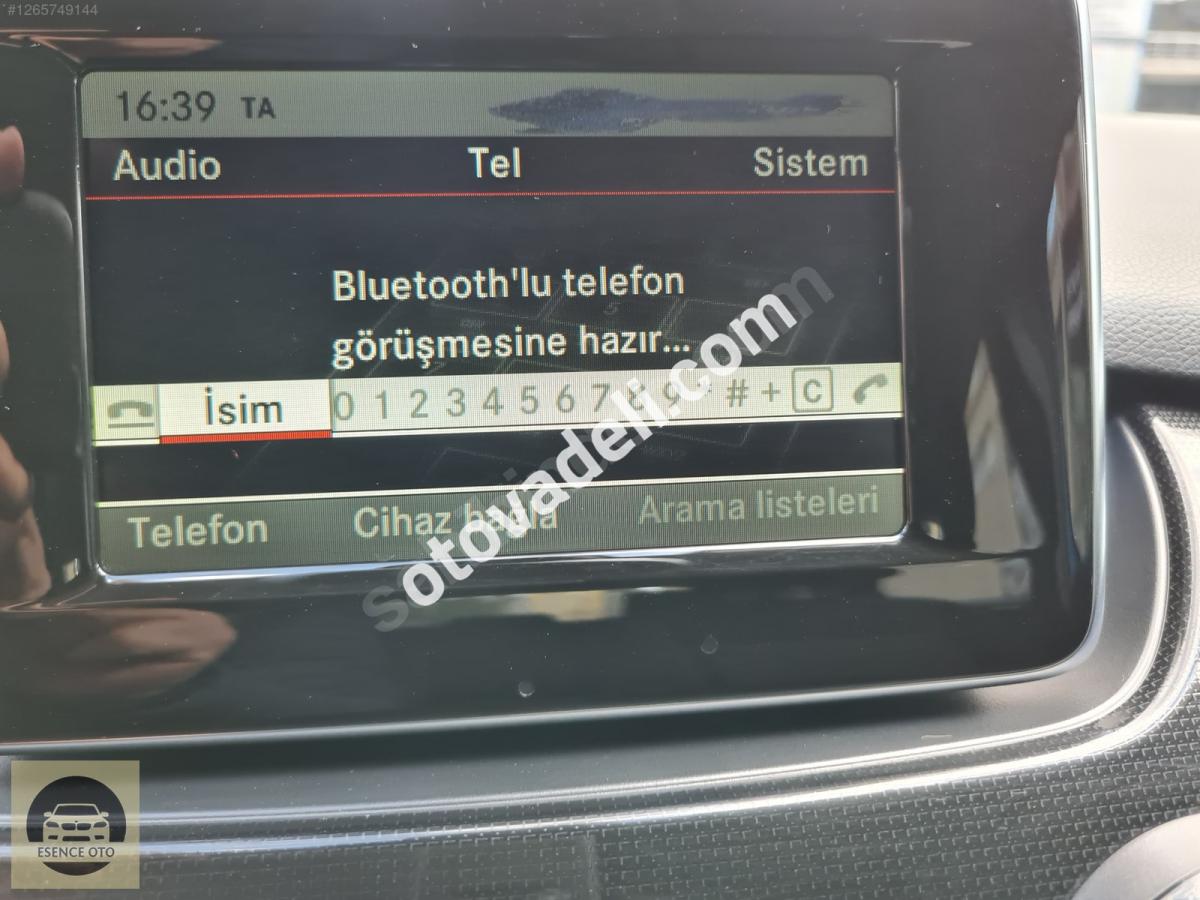 #1265749144
16:39 TA
Audio Tel Sistem
Bluetooth'lu telefon
görüşmesine hazır...
İsim 0 1 2 3 4 5 6 7 8 9 * # + C
Telefon Cihaz Arama listeleri
sotovadeli.com
ESENCE OTO